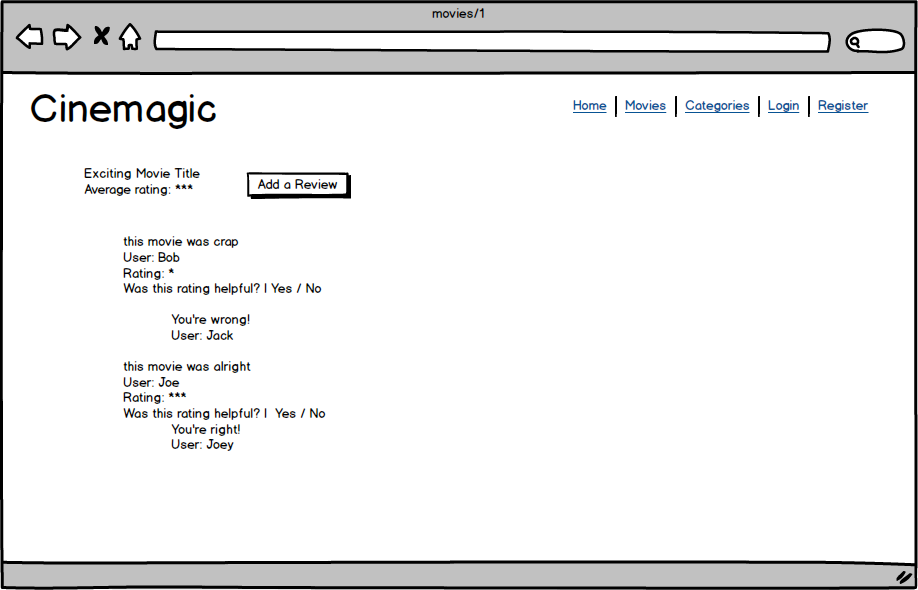 movies/1
Cinemagic
Home | Movies | Categories | Login | Register
Exciting Movie Title
Average rating: ***
Add a Review
this movie was crap
User: Bob
Rating: *
Was this rating helpful? | Yes / No
You're wrong!
User: Jack
this movie was alright
User: Joe
Rating: ***
Was this rating helpful? | Yes / No
You're right!
User: Joey